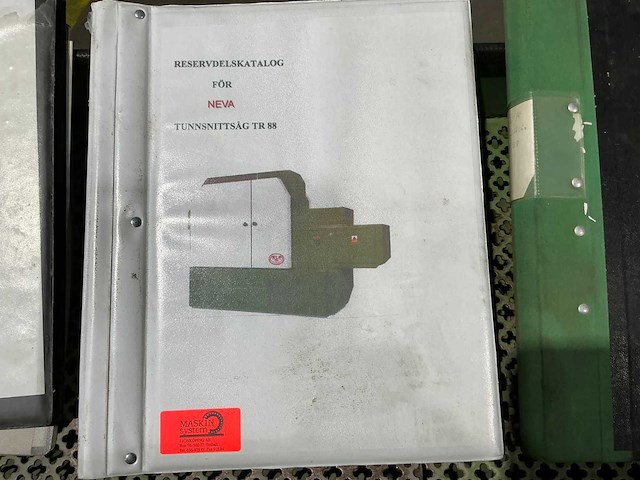 RESERVDELSKATALOG
FÖR
NEVA
TUNNSNITTSÅG TR 88
MASKIN
system